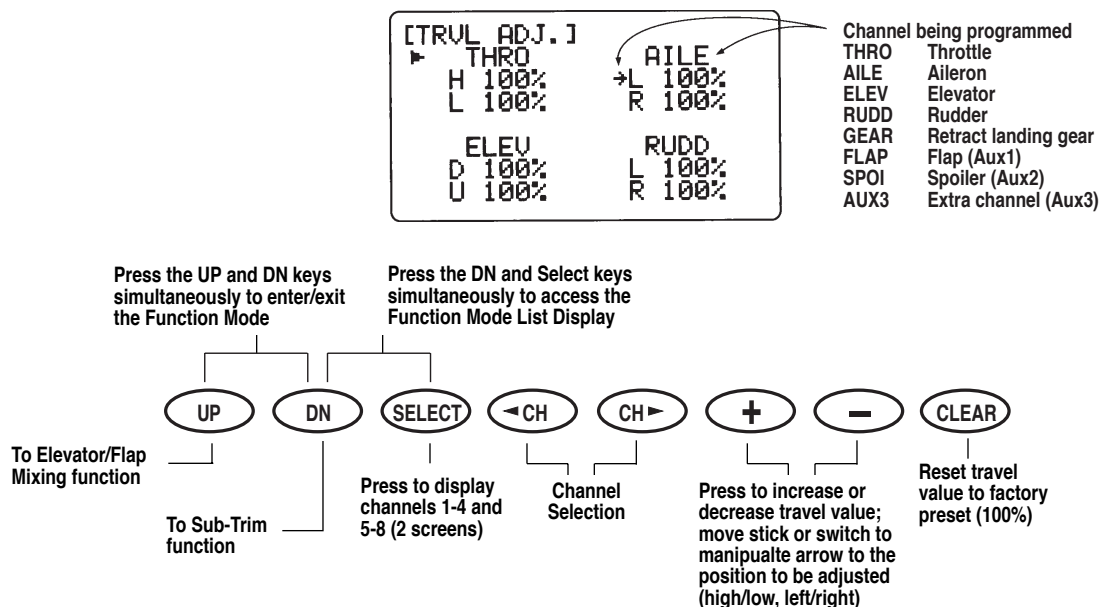 [TRVL ADJ.]
THRO AILE
H 100% L 100%
L 100% R 100%
ELEV RUDD
D 100% L 100%
U 100% R 100%
Channel being programmed
THRO Throttle
AILE Aileron
ELEV Elevator
RUDD Rudder
GEAR Retract landing gear
FLAP Flap (Aux1)
SPOI Spoiler (Aux2)
AUX3 Extra channel (Aux3)
Press the UP and DN keys
simultaneously to enter/exit
the Function Mode
Press the DN and Select keys
simultaneously to access the
Function Mode List Display
UP DN SELECT ◄CH CH► + – CLEAR
To Elevator/Flap
Mixing function
To Sub-Trim
function
Press to display
channels 1-4 and
5-8 (2 screens)
Channel
Selection
Press to increase or
decrease travel value;
move stick or switch to
manipualte arrow to the
position to be adjusted
(high/low, left/right)
Reset travel
value to factory
preset (100%)